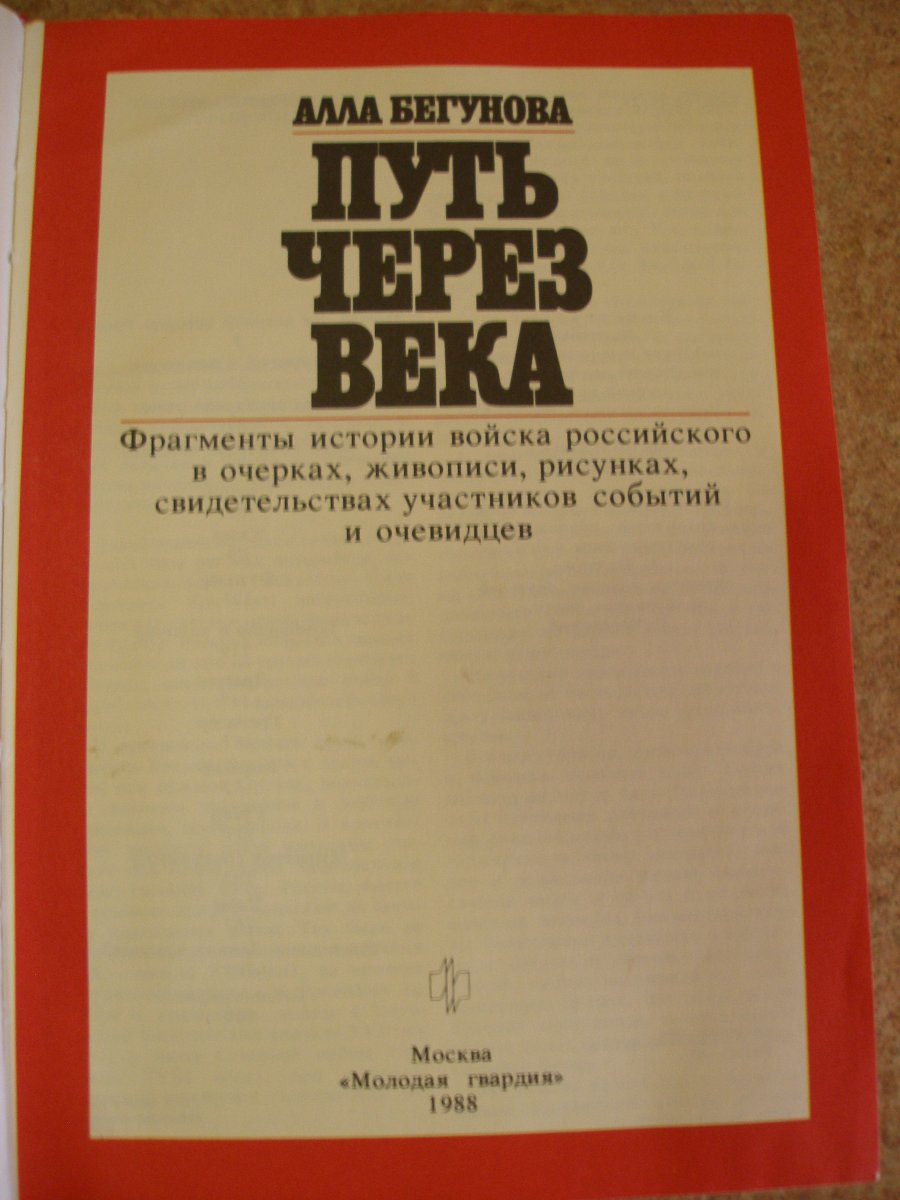 АЛЛА БЕГУНОВА
ПУТЬ
ЧЕРЕЗ
ВЕКА
Фрагменты истории войска российского
в очерках, живописи, рисунках,
свидетельствах участников событий
и очевидцев
Москва
«Молодая гвардия»
1988